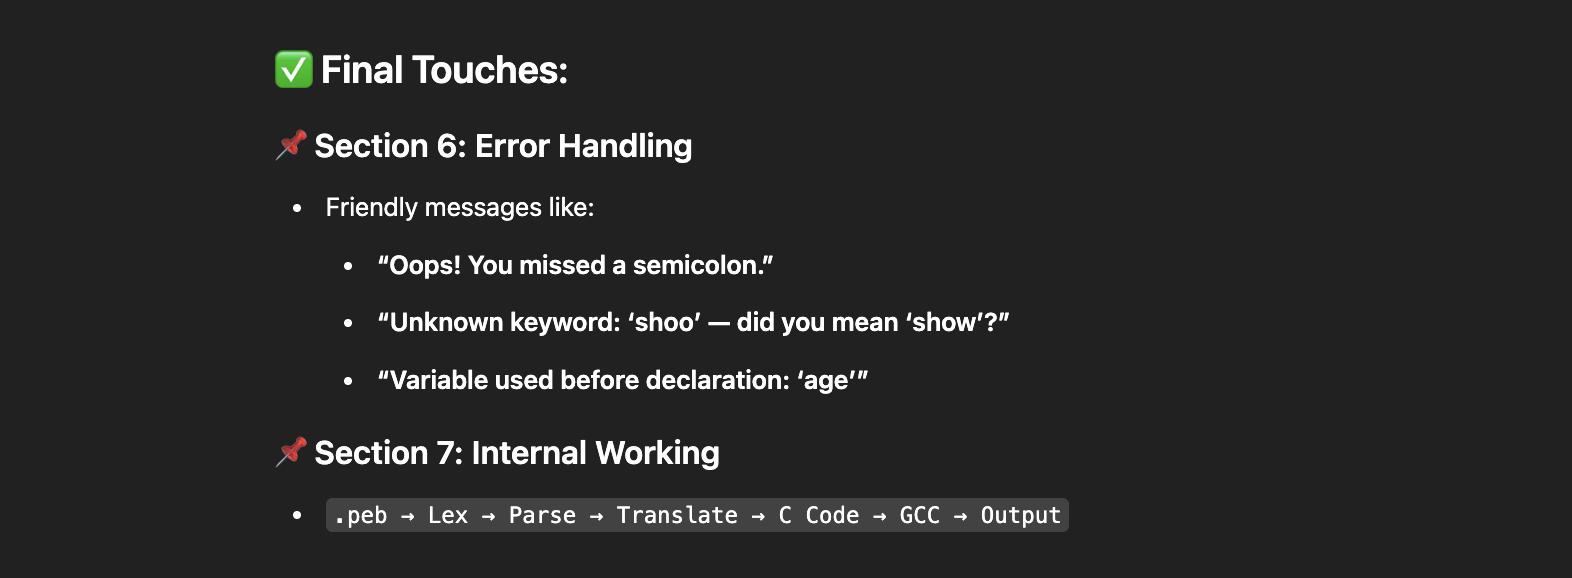 ✅ Final Touches:
📌 Section 6: Error Handling
• Friendly messages like:
• “Oops! You missed a semicolon.”
• “Unknown keyword: ‘shoo’ — did you mean ‘show’?”
• “Variable used before declaration: ‘age’”
📌 Section 7: Internal Working
• .peb → Lex → Parse → Translate → C Code → GCC → Output